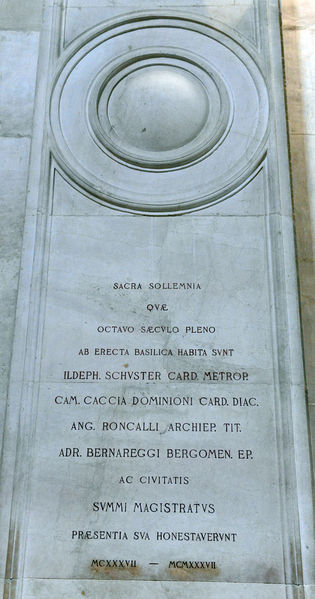 SACRA SOLLEMNIA
QVÆ
OCTAVO SÆCVLO PLENO
AB ERECTA BASILICA HABITA SVNT
ILDEPH. SCHVSTER CARD. METROP.
CAM. CACCIA DOMINIONI CARD. DIAC.
ANG. RONCALLI ARCHIEP. TIT.
ADR. BERNAREGGI BERGOMEN. EP.
AC CIVITATIS
SVMMI MAGISTRATVS
PRÆSENTIA SVA HONESTAVERVNT
MCXXXVII — MCMXXXVII